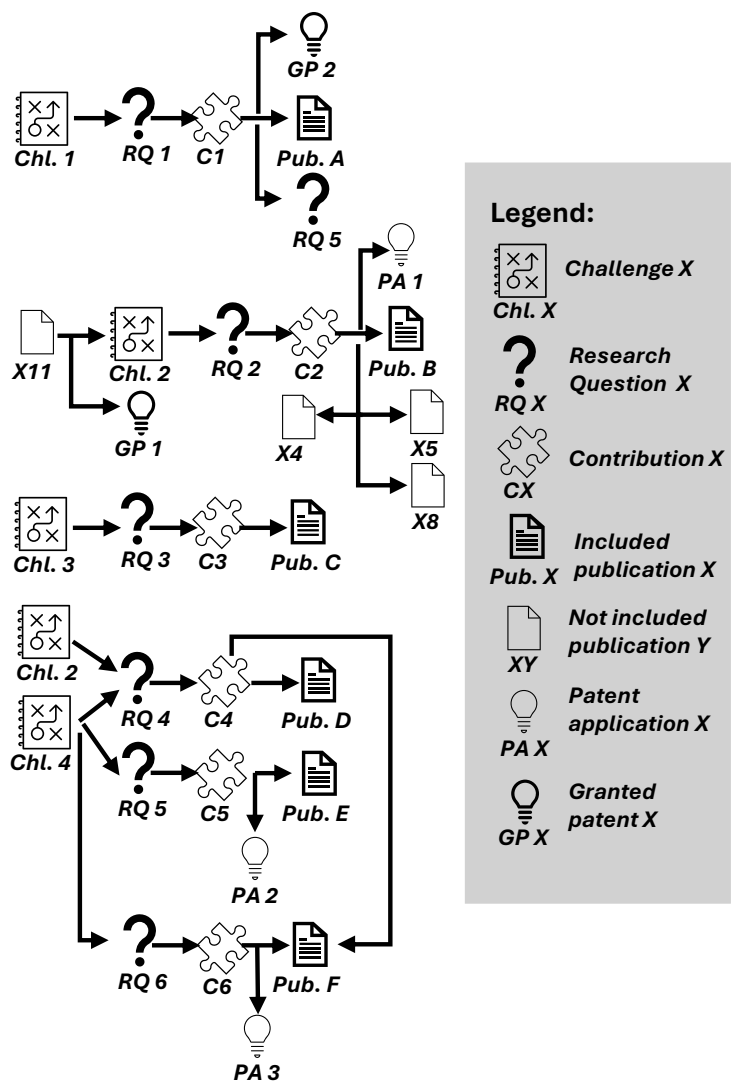 GP 2
Chl. 1
RQ 1
C1
Pub. A
RQ 5
PA 1
X11
Chl. 2
RQ 2
C2
Pub. B
GP 1
X4
X5
X8
Chl. 3
RQ 3
C3
Pub. C
Chl. 2
RQ 4
C4
Pub. D
Chl. 4
RQ 5
C5
Pub. E
PA 2
RQ 6
C6
Pub. F
PA 3
Legend:
Chl. X
Challenge X
RQ X
Research
Question X
CX
Contribution X
Pub. X
Included
publication X
XY
Not included
publication Y
PA X
Patent
application X
GP X
Granted
patent X